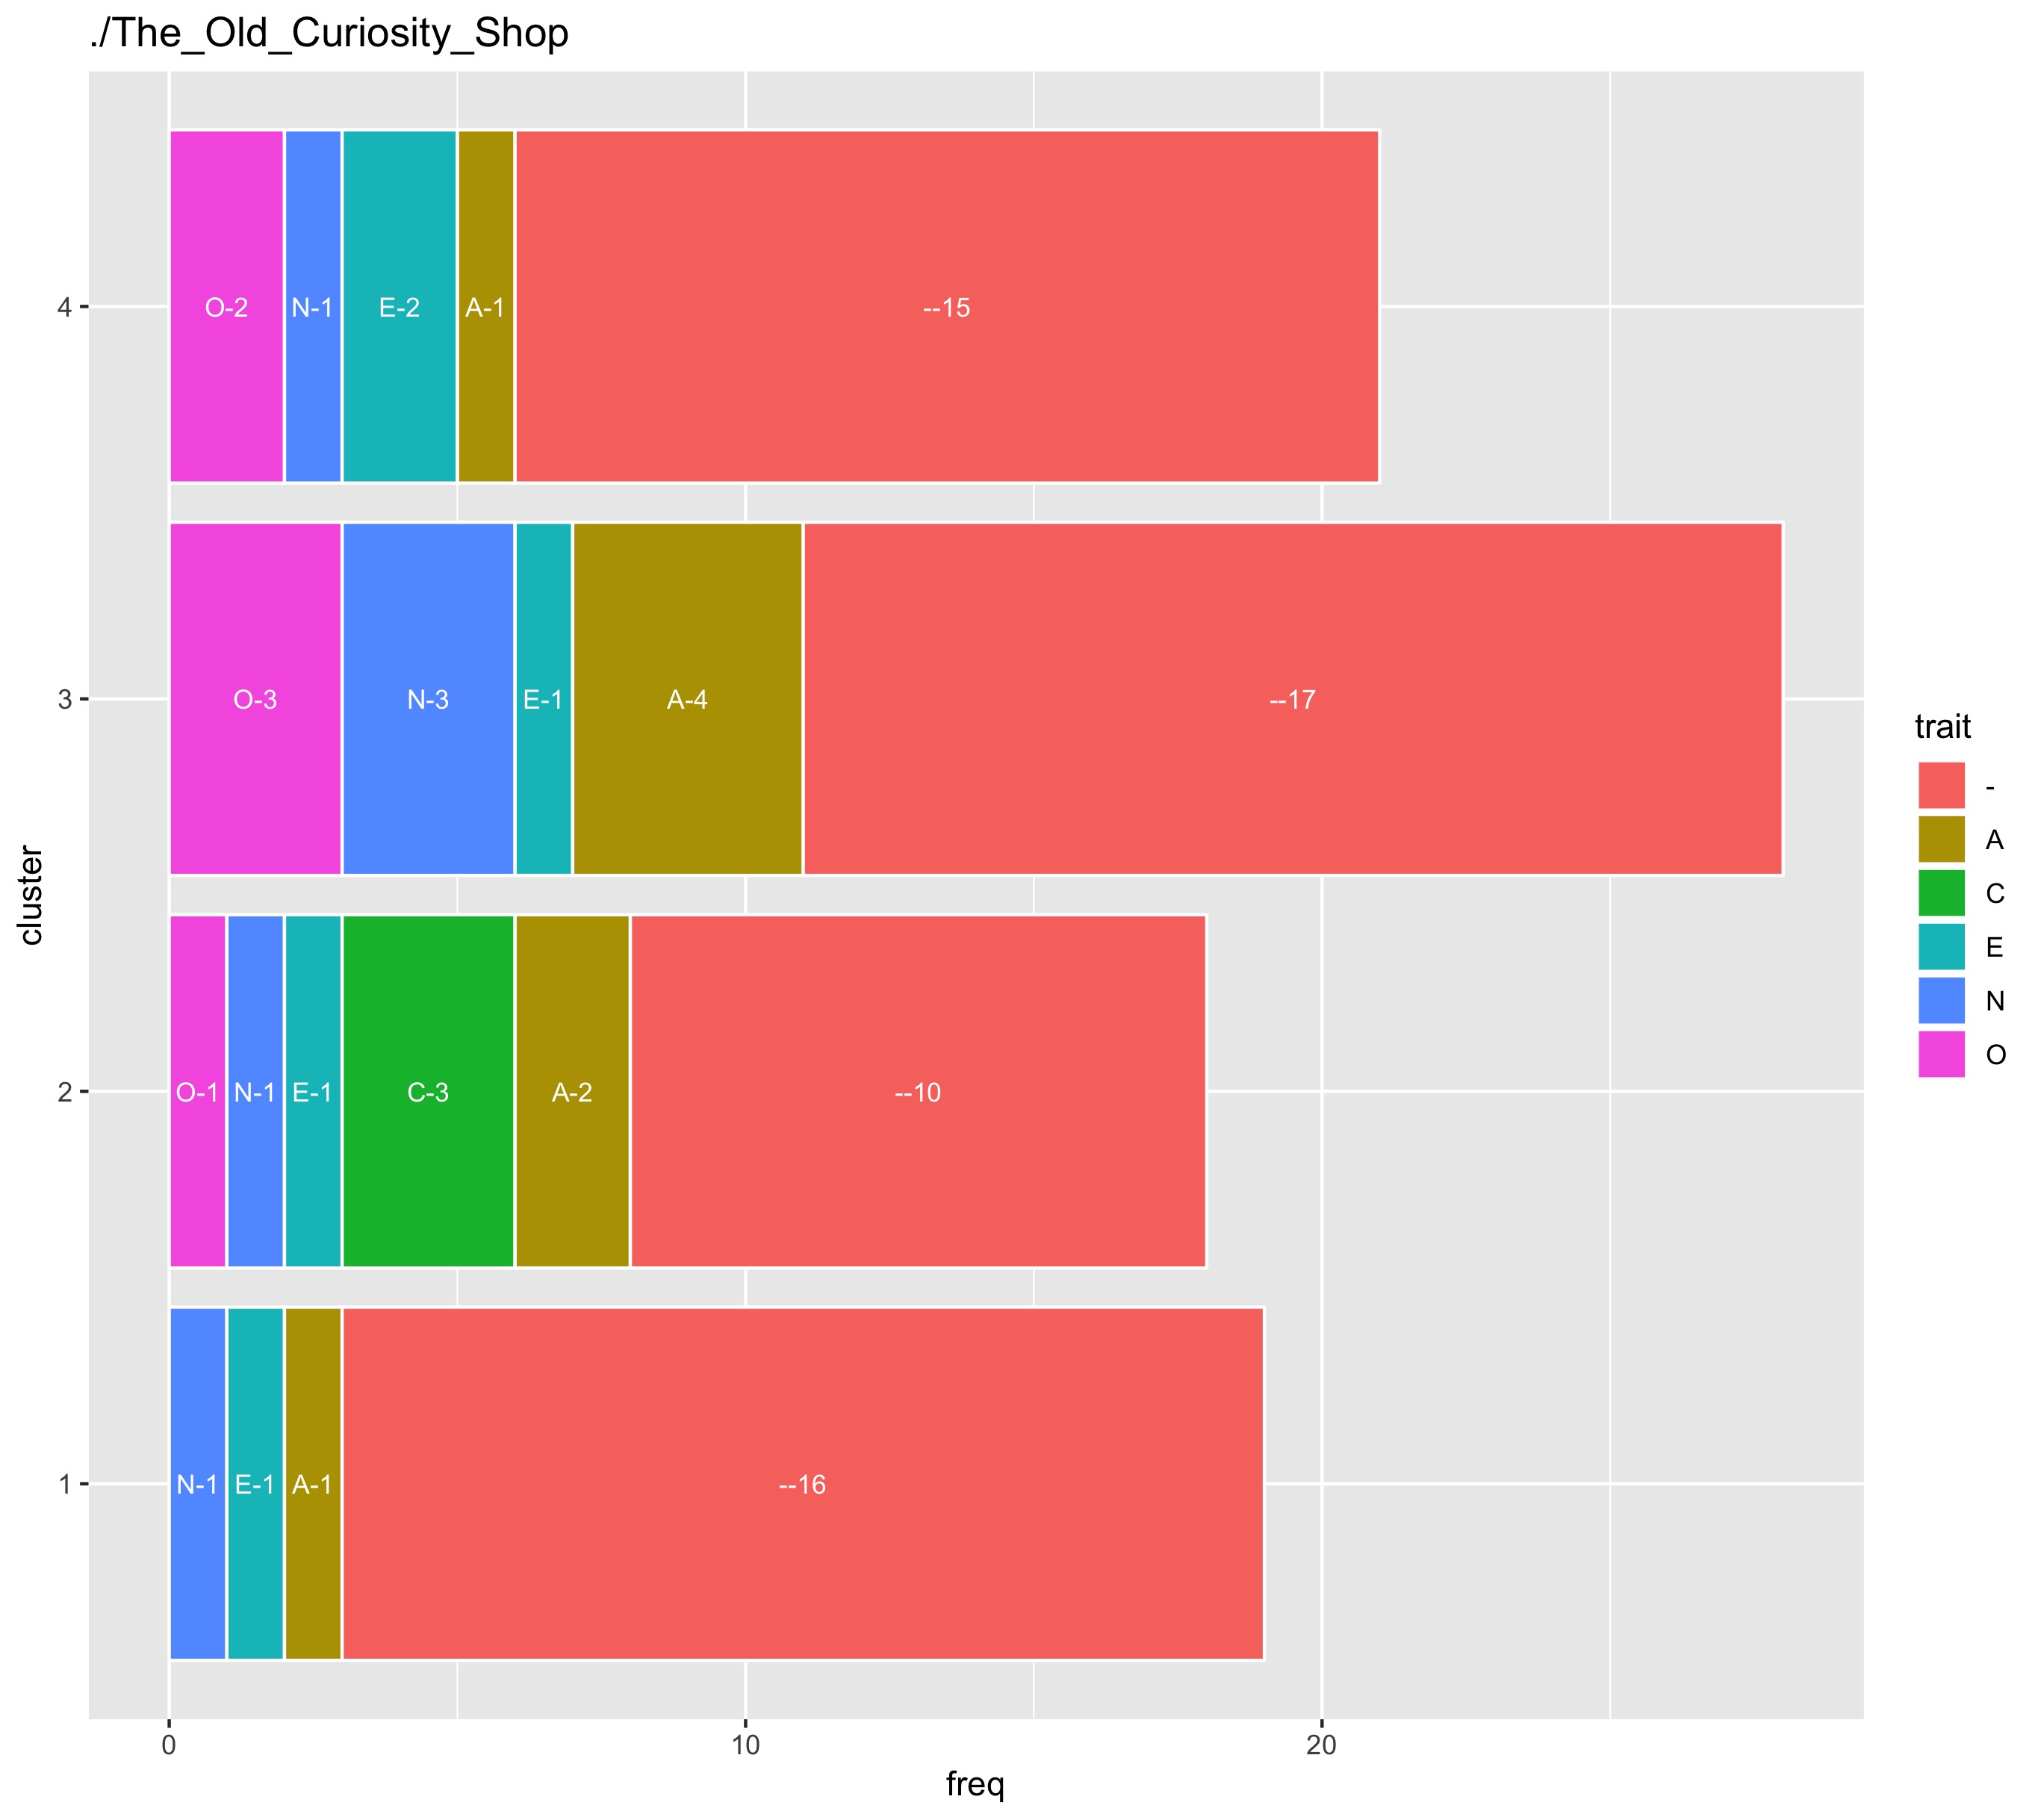 ./The_Old_Curiosity_Shop
4
O-2 N-1 E-2 A-1 --15
3
O-3 N-3 E-1 A-4 --17
2
O-1 N-1 E-1 C-3 A-2 --10
1
N-1 E-1 A-1 --16
0 10 20
freq
cluster
trait
-
A
C
E
N
O